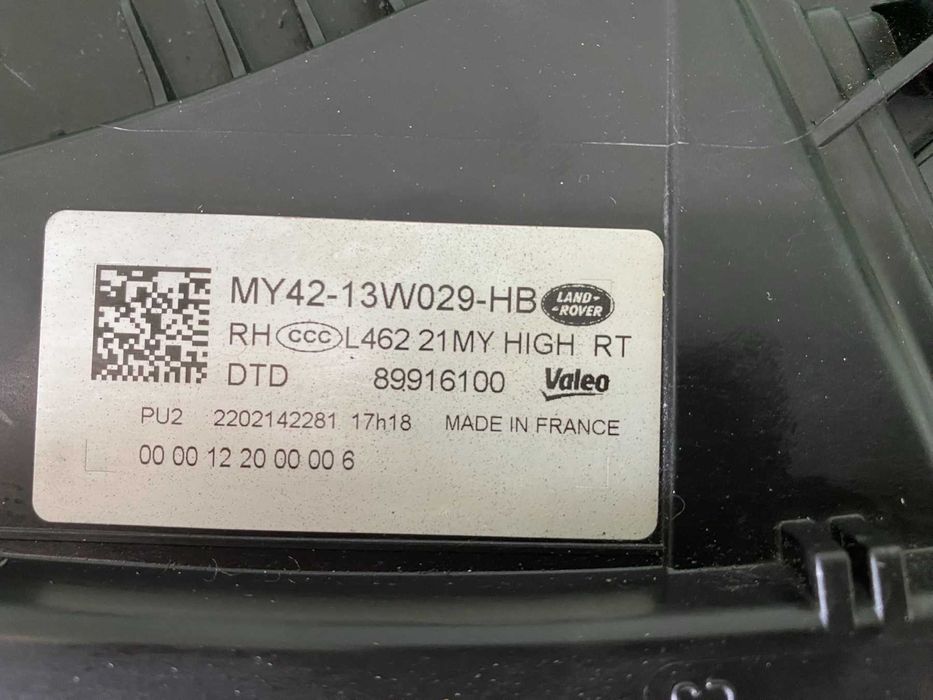 MY42-13W029-HB LAND-ROVER
RH CCC L462 21MY HIGH RT
DTD 89916100 Valeo
PU2 2202142281 17h18 MADE IN FRANCE
00 00 12 20 00 00 6